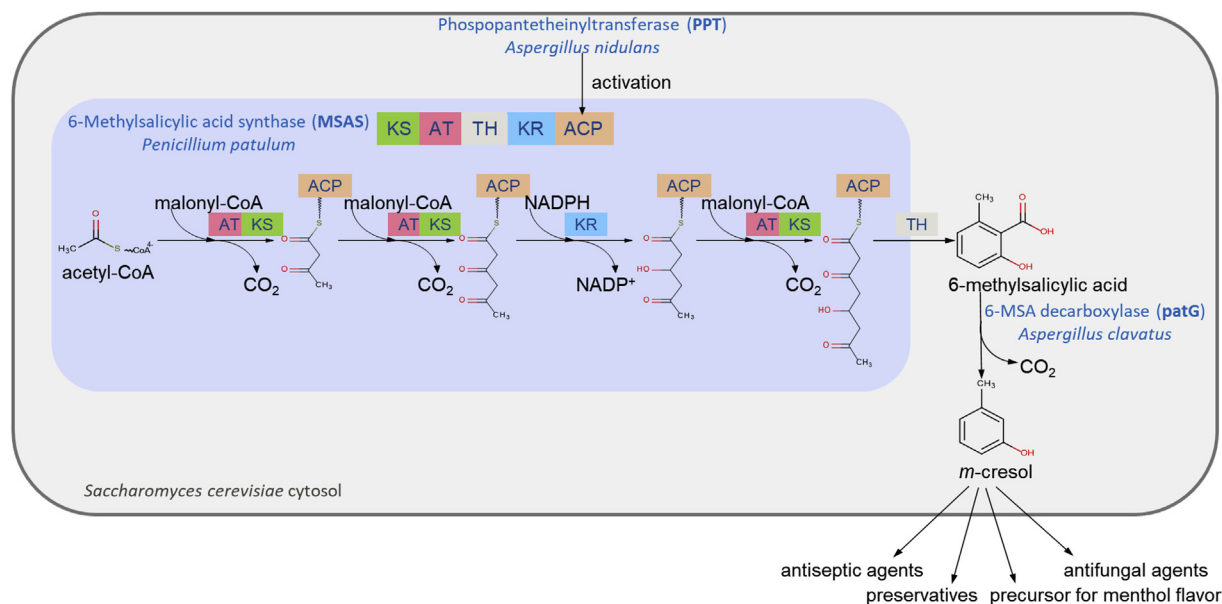 Phospopantetheinyltransferase (PPT)
Aspergillus nidulans
activation
6-Methylsalicylic acid synthase (MSAS)
Penicillium patulum
KS AT TH KR ACP
ACP ACP ACP ACP
malonyl-CoA malonyl-CoA NADPH malonyl-CoA
AT KS AT KS KR AT KS TH
H₃C O S CoA
acetyl-CoA
CO₂ CO₂ NADP⁺ CO₂
O S O CH₃
O S O O CH₃
O S HO O CH₃
O S O HO O CH₃
CH₃ O OH OH
6-methylsalicylic acid
6-MSA decarboxylase (patG)
Aspergillus clavatus
CO₂
CH₃
OH
m-cresol
Saccharomyces cerevisiae cytosol
antiseptic agents antifungal agents
preservatives precursor for menthol flavor